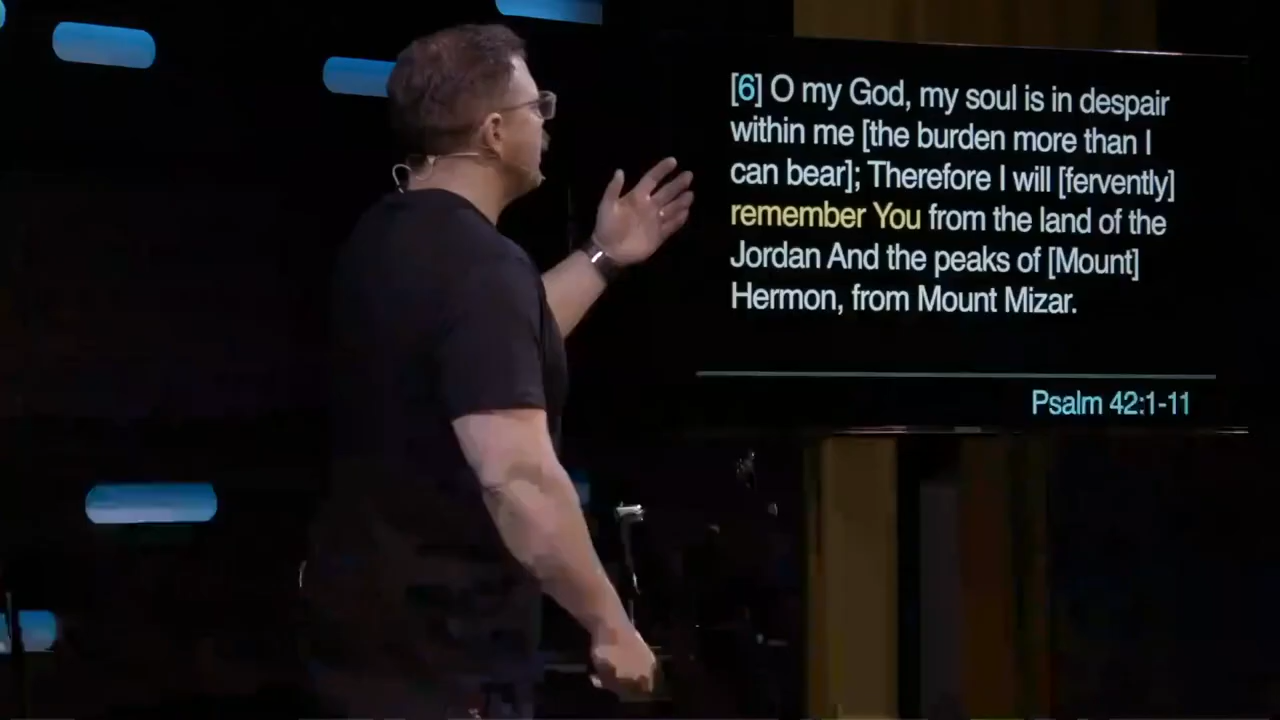 [6] O my God, my soul is in despair
within me [the burden more than I
can bear]; Therefore I will [fervently]
remember You from the land of the
Jordan And the peaks of [Mount]
Hermon, from Mount Mizar.
Psalm 42:1-11